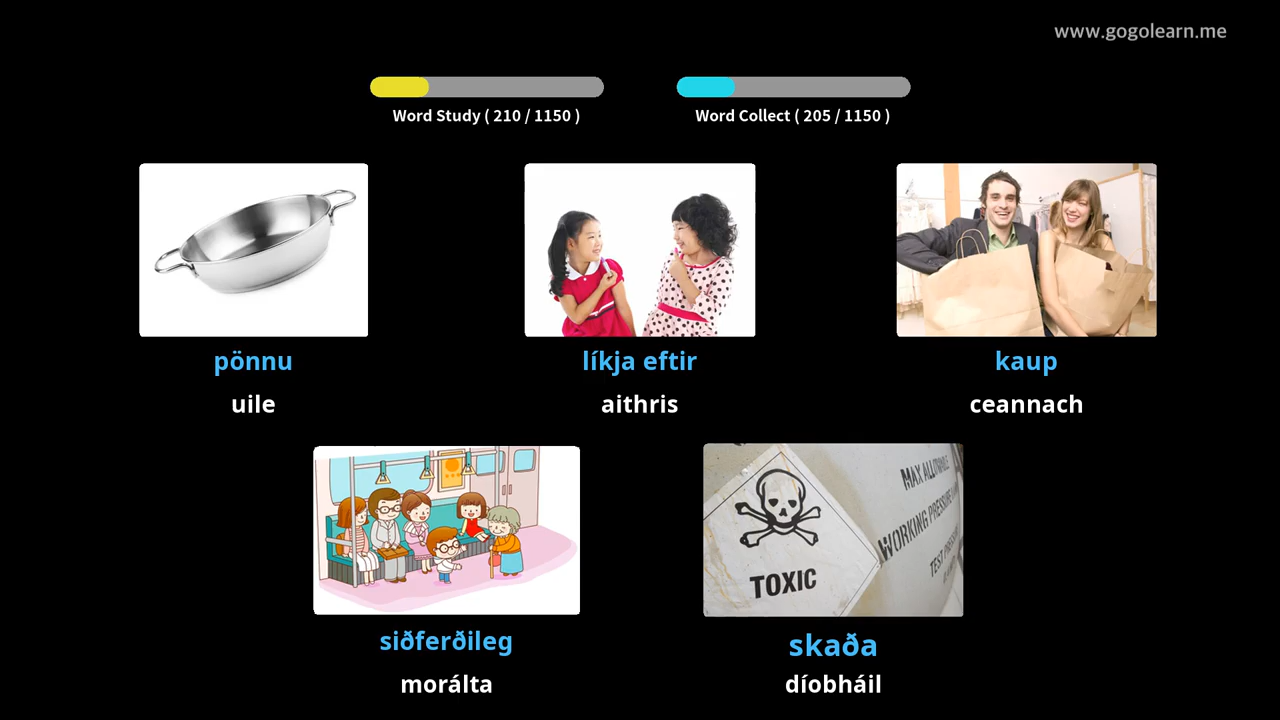 www.gogolearn.me
Word Study ( 210 / 1150 )
Word Collect ( 205 / 1150 )
pönnu
líkja eftir
kaup
uile
aithris
ceannach
MAX ALLOWABLE
WORKING PRESSURE
TEST
TOXIC
siðferðileg
skaða
morálta
díobháil